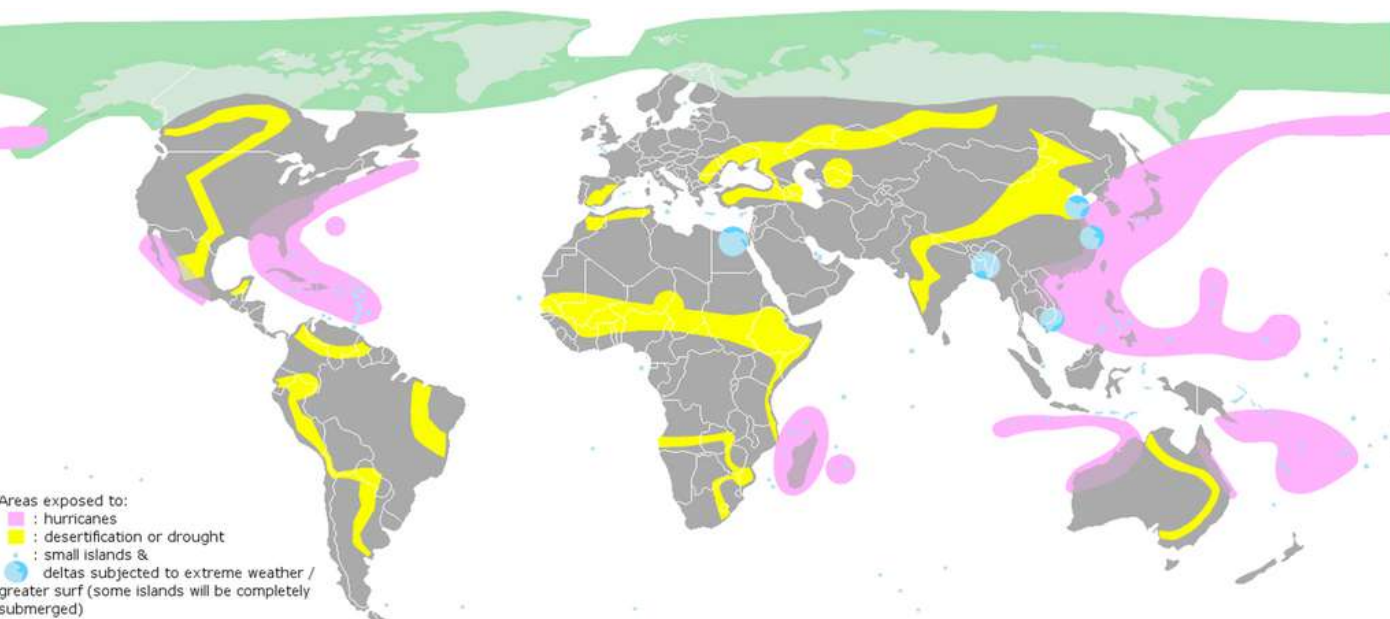 Areas exposed to:
: hurricanes
: desertification or drought
: small islands &
deltas subjected to extreme weather /
greater surf (some islands will be completely
submerged)